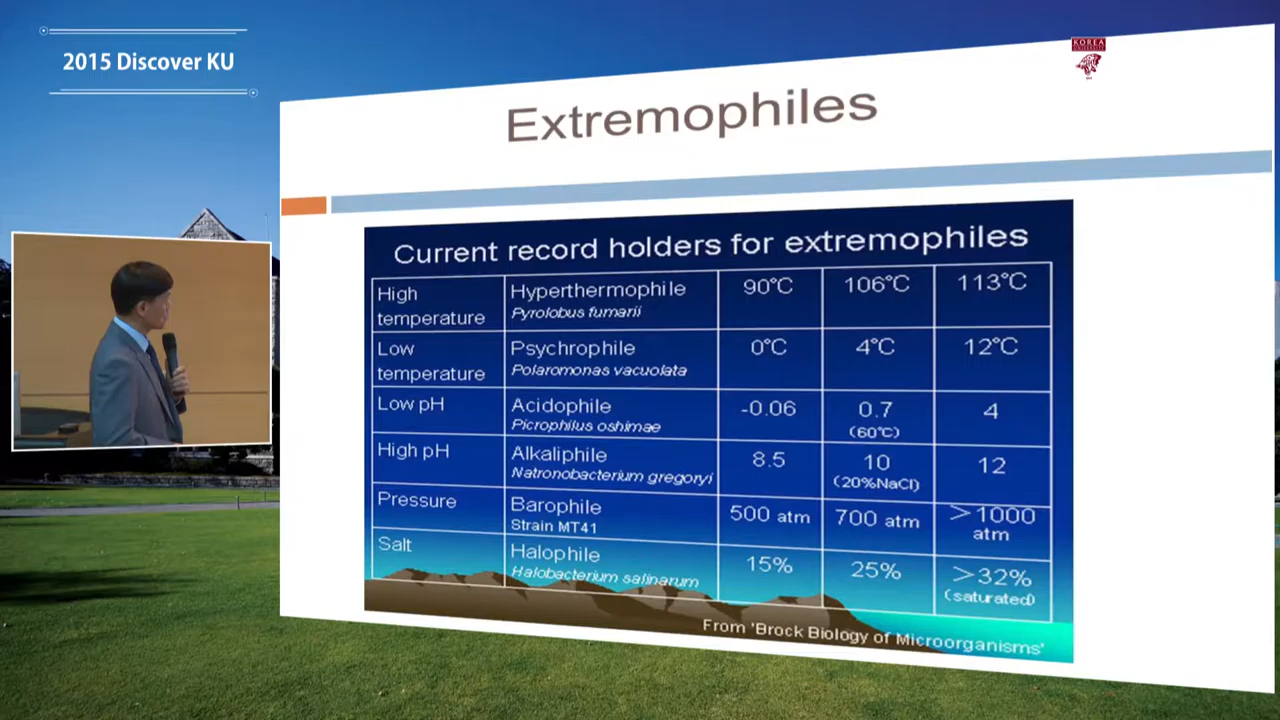 2015 Discover KU
KOREA
Extremophiles
Current record holders for extremophiles
High temperature
Hyperthermophile
Pyrolobus fumarii
90°C
106°C
113°C
Low temperature
Psychrophile
Polaromonas vacuolata
0°C
4°C
12°C
Low pH
Acidophile
Picrophilus oshimae
-0.06
0.7
(60°C)
4
High pH
Alkaliphile
Natronobacterium gregoryi
8.5
10
(20%NaCl)
12
Pressure
Barophile
Strain MT41
500 atm
700 atm
>1000
atm
Salt
Halophile
Halobacterium salinarum
15%
25%
>32%
(saturated)
From 'Brock Biology of Microorganisms'